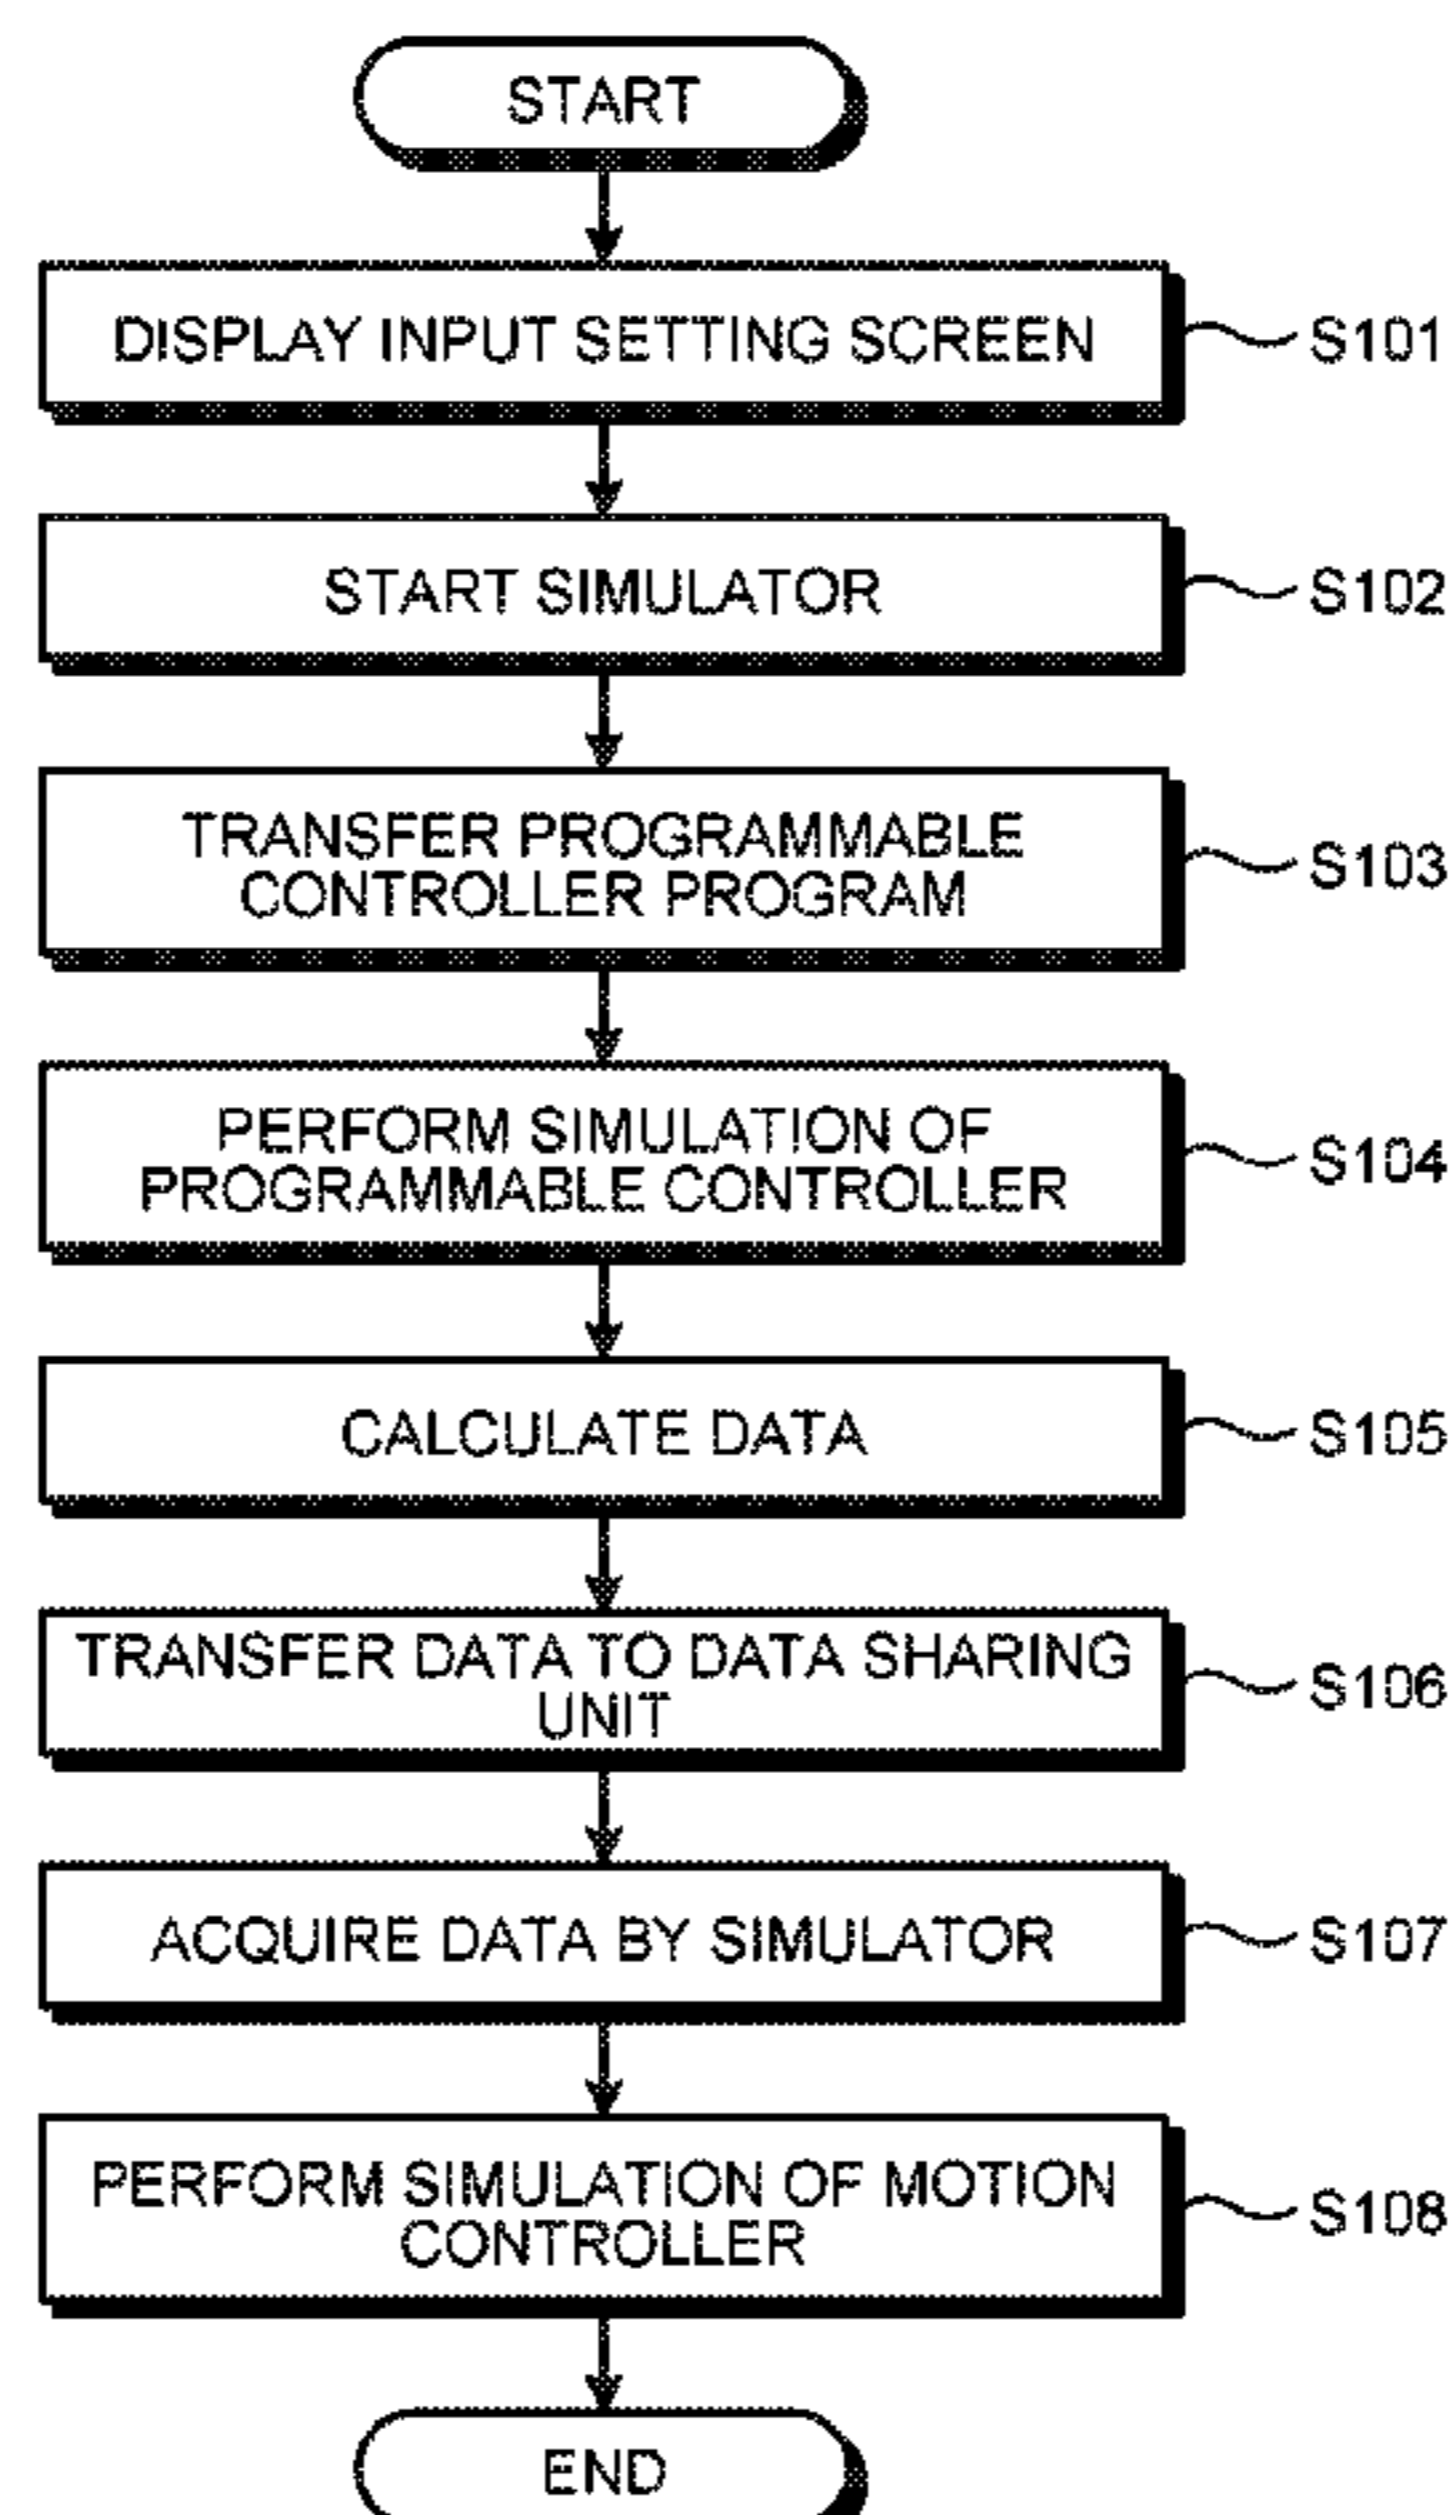 START
DISPLAY INPUT SETTING SCREEN
S101
START SIMULATOR
S102
TRANSFER PROGRAMMABLE
CONTROLLER PROGRAM
S103
PERFORM SIMULATION OF
PROGRAMMABLE CONTROLLER
S104
CALCULATE DATA
S105
TRANSFER DATA TO DATA SHARING
UNIT
S106
ACQUIRE DATA BY SIMULATOR
S107
PERFORM SIMULATION OF MOTION
CONTROLLER
S108
END